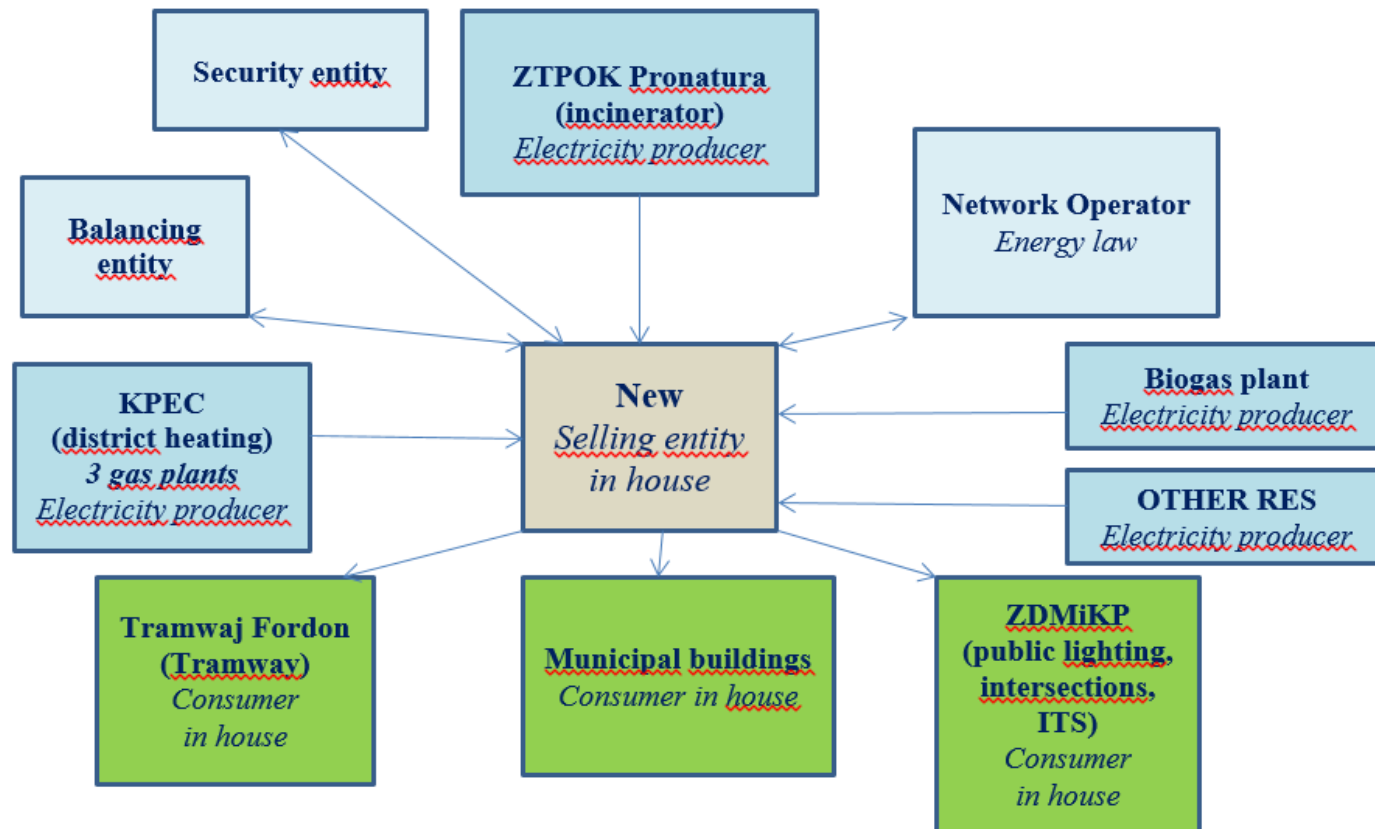 Security entity
ZTPOK Pronatura
(incinerator)
Electricity producer
Network Operator
Energy law
Balancing
entity
KPEC
(district heating)
3 gas plants
Electricity producer
New
Selling entity
in house
Biogas plant
Electricity producer
OTHER RES
Electricity producer
Tramwaj Fordon
(Tramway)
Consumer
in house
Municipal buildings
Consumer in house
ZDMiKP
(public lighting,
intersections,
ITS)
Consumer
in house